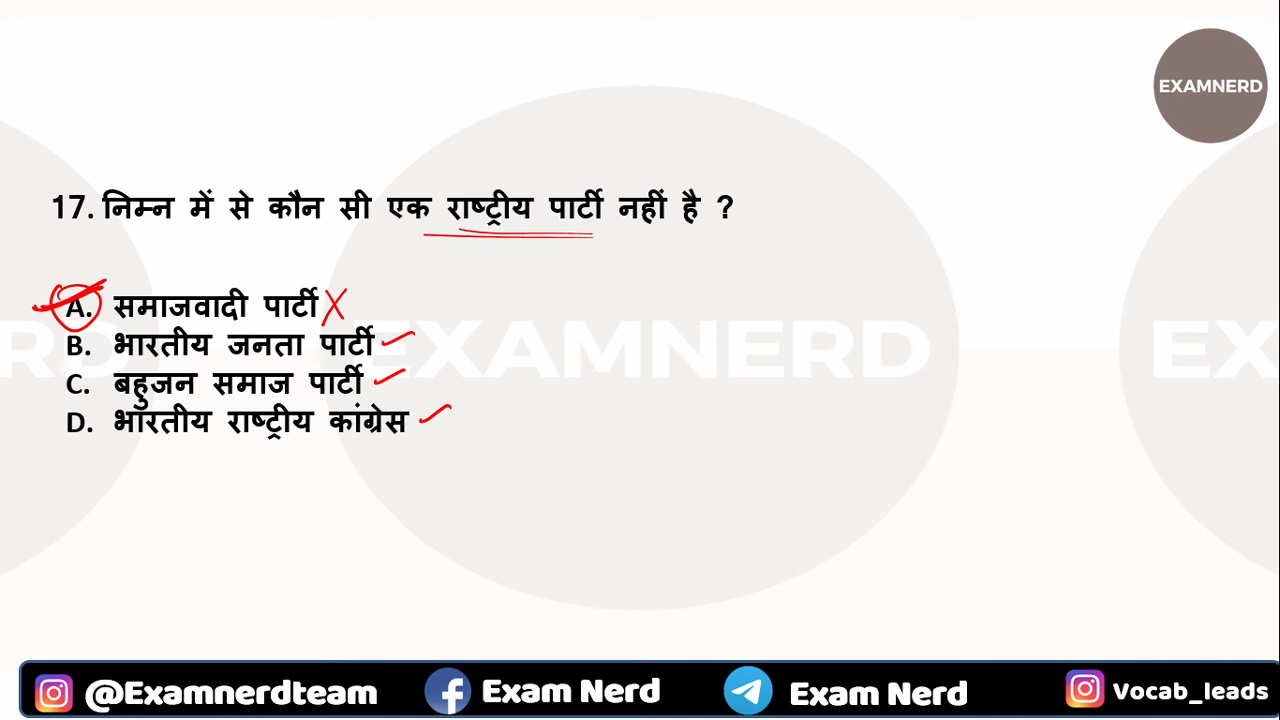 EXAMNERD
17. निम्न में से कौन सी एक राष्ट्रीय पार्टी नहीं है ?
A. समाजवादी पार्टी
B. भारतीय जनता पार्टी
C. बहुजन समाज पार्टी
D. भारतीय राष्ट्रीय कांग्रेस
RD EXAMNERD EX
@Examnerdteam Exam Nerd Exam Nerd Vocab_leads